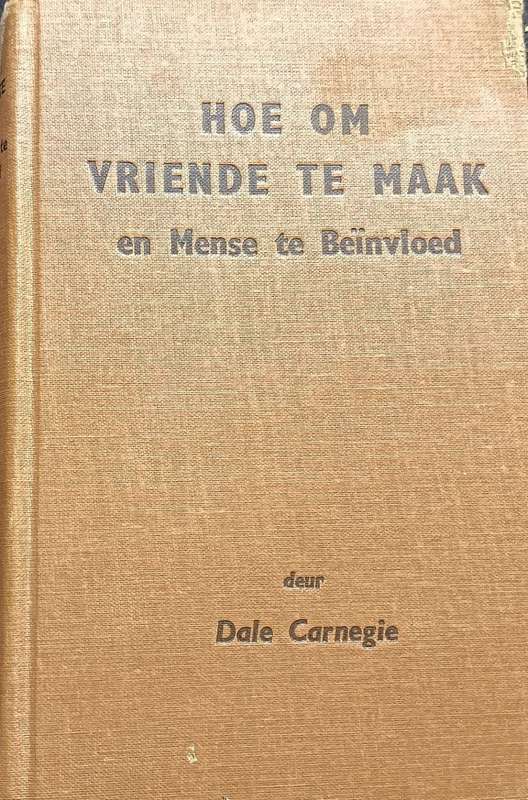 HOE OM
VRIENDE TE MAAK
en Mense te Beïnvloed
deur
Dale Carnegie